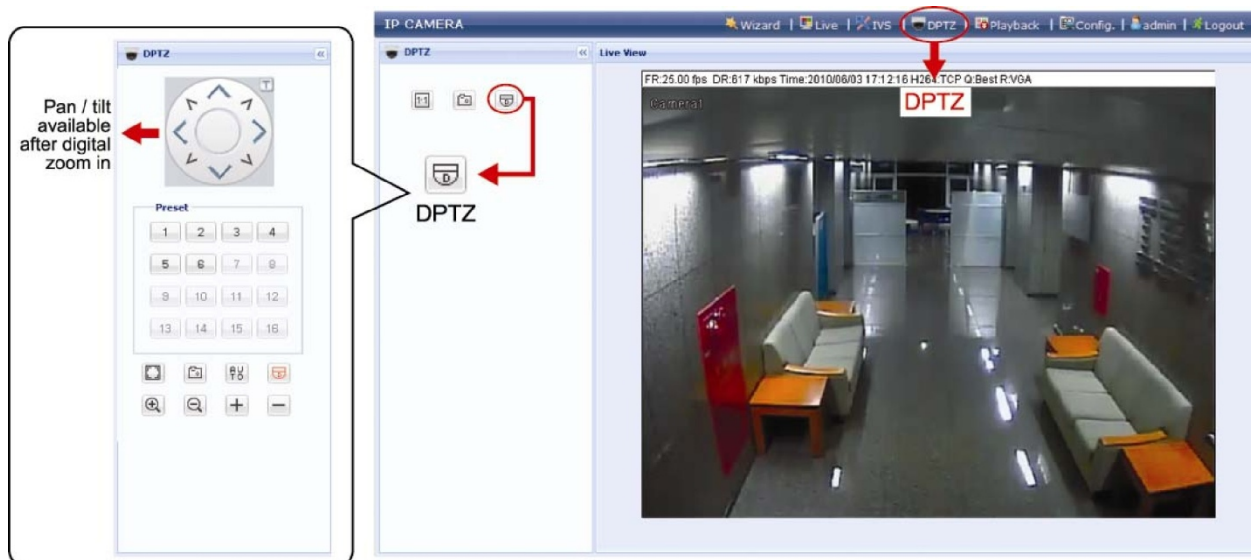 IP CAMERA
Wizard | Live | IVS | DPTZ | Playback | Config. | admin | Logout
DPTZ
Pan / tilt
available
after digital
zoom in
T
Preset
1 2 3 4
5 6 7 8
9 10 11 12
13 14 15 16
AU
TO
D
DPTZ
1:1
D
D
DPTZ
Live View
FR:25.00 fps DR:617 kbps Time:2010/06/03 17:12:16 H264:TCP Q:Best R:VGA
Camera1
DPTZ